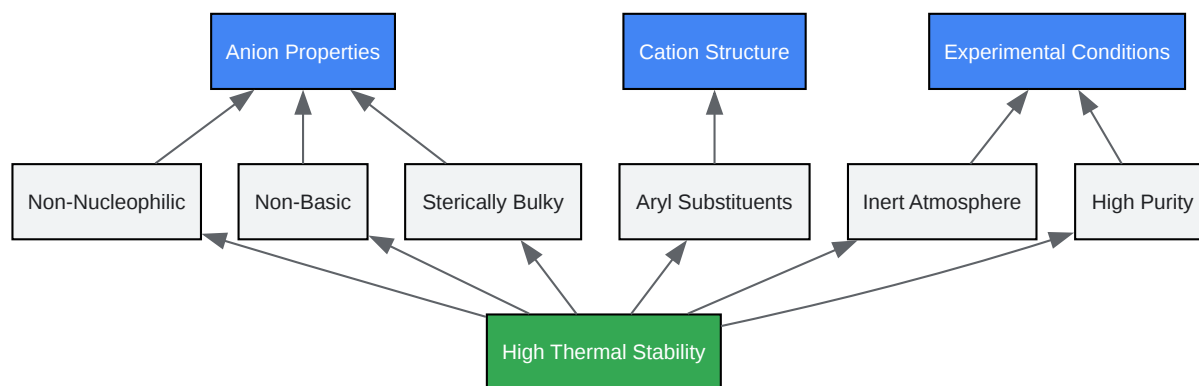 Anion Properties
Cation Structure
Experimental Conditions
Non-Nucleophilic
Non-Basic
Sterically Bulky
Aryl Substituents
Inert Atmosphere
High Purity
High Thermal Stability